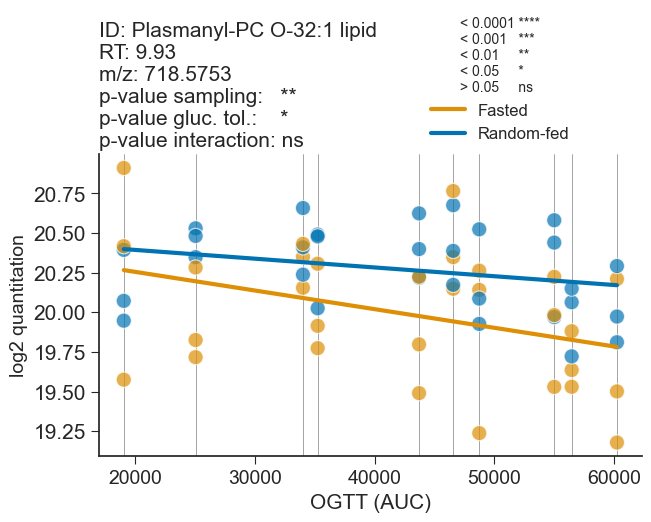 ID: Plasmanyl-PC O-32:1 lipid
RT: 9.93
m/z: 718.5753
p-value sampling: **
p-value gluc. tol.: *
p-value interaction: ns
< 0.0001 ****
< 0.001 ***
< 0.01 **
< 0.05 *
> 0.05 ns
Fasted
Random-fed
log2 quantitation
20.75
20.50
20.25
20.00
19.75
19.50
19.25
20000 30000 40000 50000 60000
OGTT (AUC)